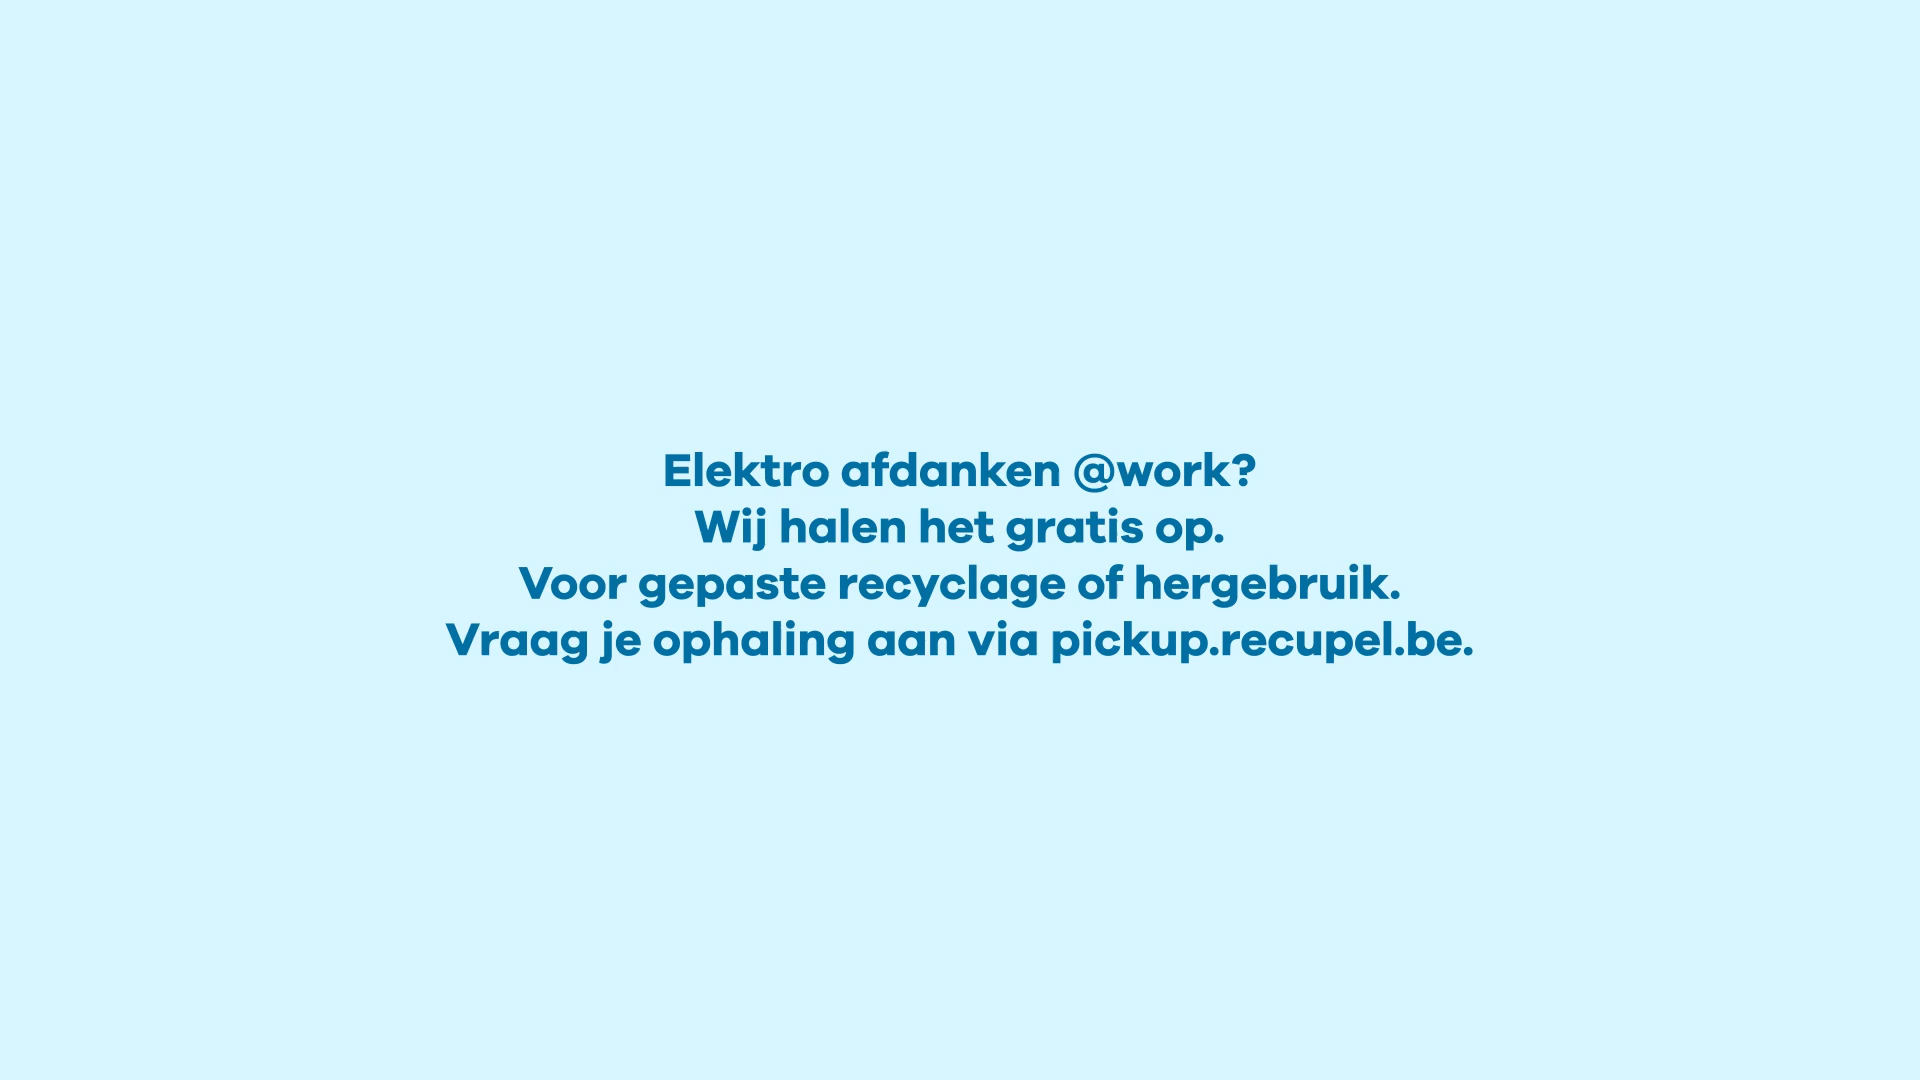 Elektro afdanken @work?
Wij halen het gratis op.
Voor gepaste recyclage of hergebruik.
Vraag je ophaling aan via pickup.recupel.be.